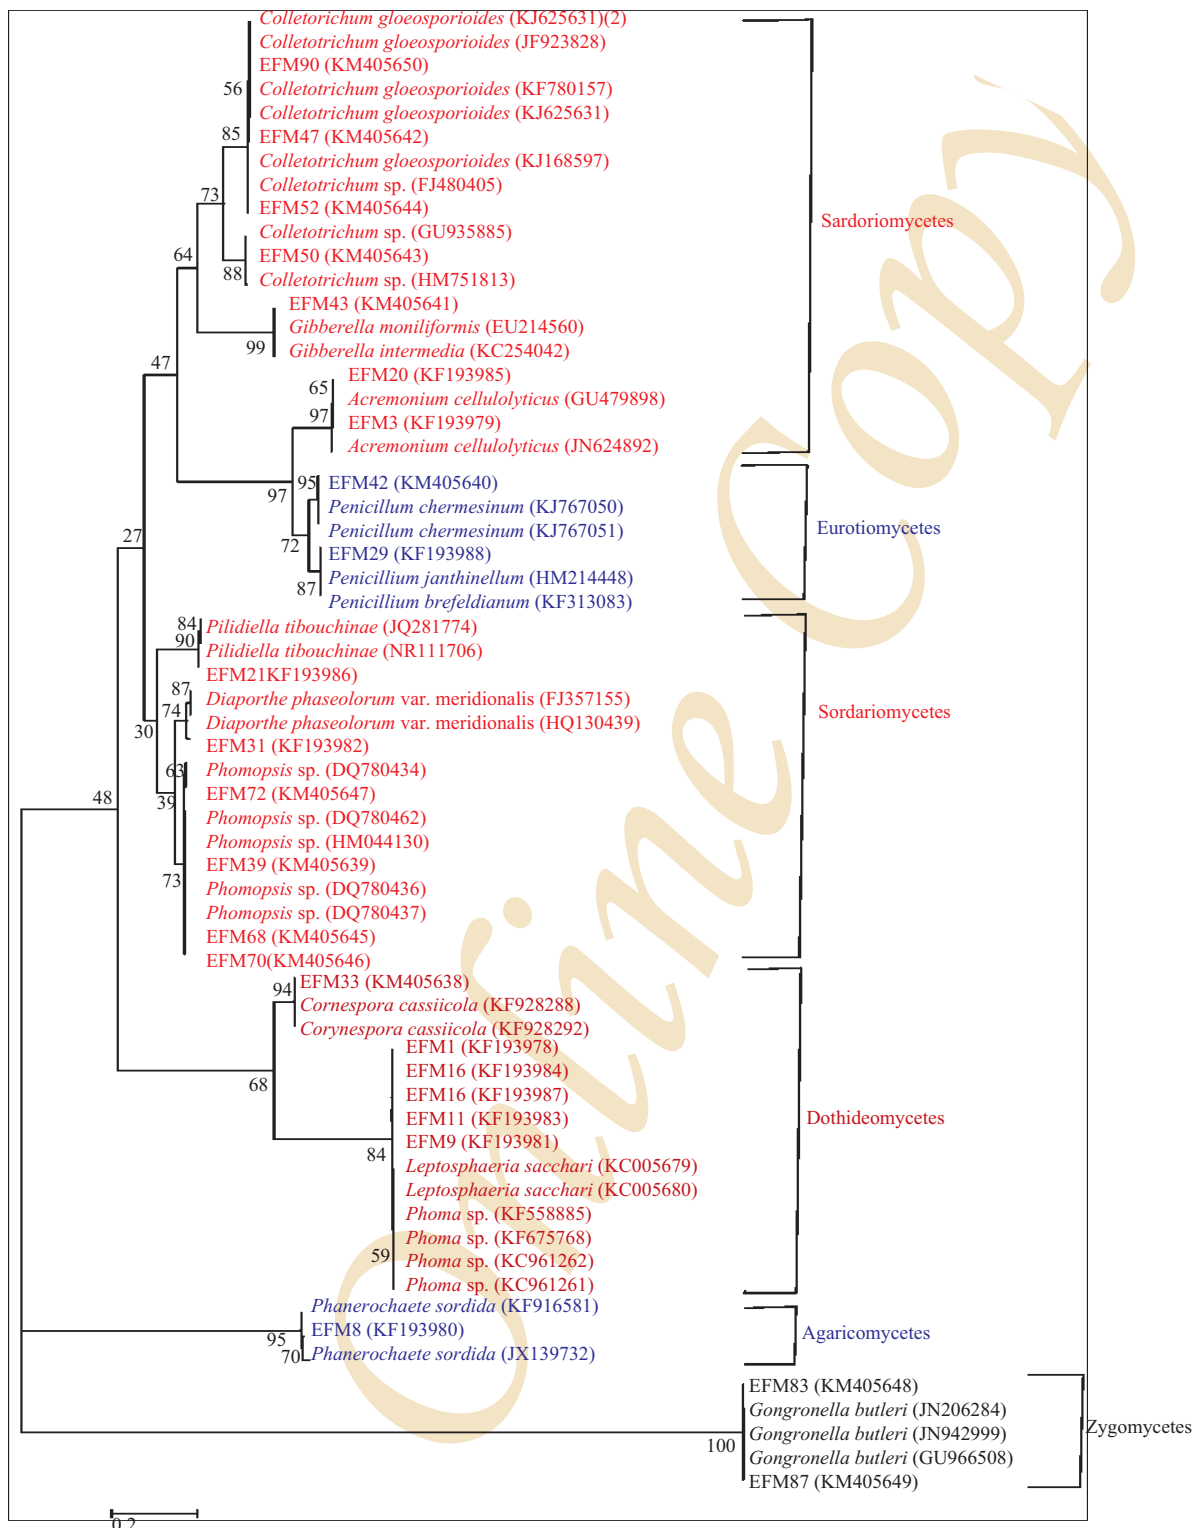 Colletorichum gloeosporioides (KJ625631)(2)
Colletotrichum gloeosporioides (JF923828)
EFM90 (KM405650)
56
Colletotrichum gloeosporioides (KF780157)
Colletotrichum gloeosporioides (KJ625631)
85
EFM47 (KM405642)
Colletotrichum gloeosporioides (KJ168597)
Colletotrichum sp. (FJ480405)
73
EFM52 (KM405644)
Sardoriomycetes
Colletotrichum sp. (GU935885)
64
EFM50 (KM405643)
88
Colletotrichum sp. (HM751813)
EFM43 (KM405641)
Gibberella moniliformis (EU214560)
99
Gibberella intermedia (KC254042)
47
EFM20 (KF193985)
65
Acremonium cellulolyticus (GU479898)
97
EFM3 (KF193979)
Acremonium cellulolyticus (JN624892)
95
EFM42 (KM405640)
97
Penicillum chermesinum (KJ767050)
Penicillum chermesinum (KJ767051)
Eurotiomycetes
27
72
EFM29 (KF193988)
87
Penicillium janthinellum (HM214448)
Penicillium brefeldianum (KF313083)
84
Pilidiella tibouchinae (JQ281774)
90
Pilidiella tibouchinae (NR111706)
EFM21KF193986)
87
Diaporthe phaseolorum var. meridionalis (FJ357155)
74
Diaporthe phaseolorum var. meridionalis (HQ130439)
Sordariomycetes
30
EFM31 (KF193982)
63
Phomopsis sp. (DQ780434)
48
39
EFM72 (KM405647)
Phomopsis sp. (DQ780462)
Phomopsis sp. (HM044130)
EFM39 (KM405639)
73
Phomopsis sp. (DQ780436)
Phomopsis sp. (DQ780437)
EFM68 (KM405645)
EFM70(KM405646)
94
EFM33 (KM405638)
Cornespora cassiicola (KF928288)
Corynespora cassiicola (KF928292)
EFM1 (KF193978)
68
EFM16 (KF193984)
EFM16 (KF193987)
EFM11 (KF193983)
Dothideomycetes
84
EFM9 (KF193981)
Leptosphaeria sacchari (KC005679)
Leptosphaeria sacchari (KC005680)
Phoma sp. (KF558885)
Phoma sp. (KF675768)
59
Phoma sp. (KC961262)
Phoma sp. (KC961261)
Phanerochaete sordida (KF916581)
95
EFM8 (KF193980)
Agaricomycetes
70
Phanerochaete sordida (JX139732)
EFM83 (KM405648)
Gongronella butleri (JN206284)
Gongronella butleri (JN942999)
Zygomycetes
100
Gongronella butleri (GU966508)
EFM87 (KM405649)
0.2
Online Copy